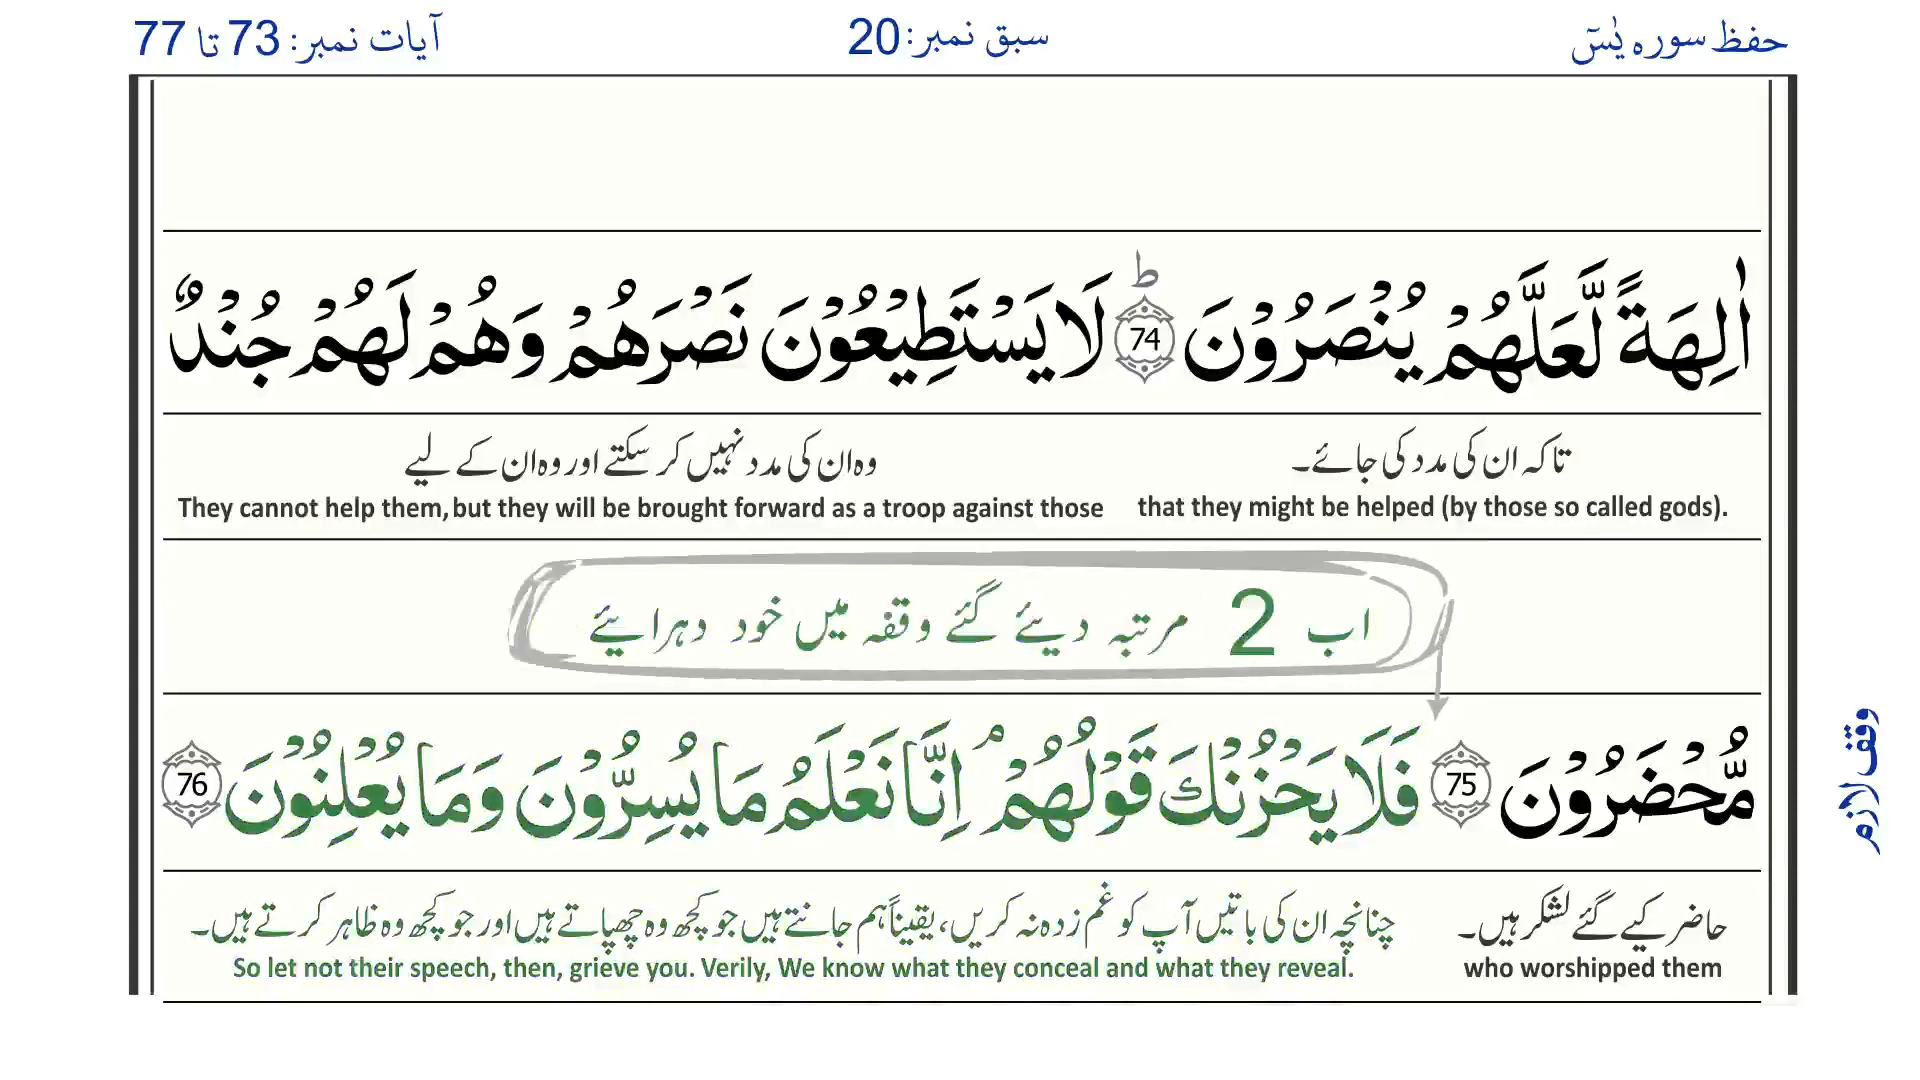 حفظ سورہ یٰسٓ
سبق نمبر: 20
آیات نمبر: 73 تا 77
اٰلِهَةً لَّعَلَّهُمْ يُنْصَرُوْنَ ط 74 لَا يَسْتَطِيْعُوْنَ نَصْرَهُمْ وَهُمْ لَهُمْ جُنْدٌ
تاکہ ان کی مدد کی جائے۔ وہ ان کی مدد نہیں کر سکتے اور وہ ان کے لیے
They cannot help them, but they will be brought forward as a troop against those that they might be helped (by those so called gods).
اب 2 مرتبہ دیئے گئے وقفہ میں خود دہرایئے
مُّحْضَرُوْنَ 75 فَلَا يَحْزُنْكَ قَوْلُهُمْ ۘ اِنَّا نَعْلَمُ مَا يُسِرُّوْنَ وَمَا يُعْلِنُوْنَ 76
وقف لازم
حاضر کیے گئے لشکر ہیں۔ چنانچہ ان کی باتیں آپ کو غم زدہ نہ کریں، یقیناً ہم جانتے ہیں جو کچھ وہ چھپاتے ہیں اور جو کچھ وہ ظاہر کرتے ہیں۔
So let not their speech, then, grieve you. Verily, We know what they conceal and what they reveal. who worshipped them